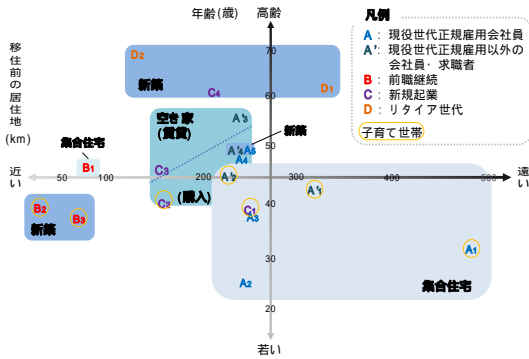 年齢(歳) 高齢
凡例
A：現役世代正規雇用会社員
A'：現役世代正規雇用以外の
会社員・求職者
B：前職継続
C：新規起業
D：リタイア世代
子育て世帯
移住前の居住地
(km)
近い
遠い
若い
70
60
50
40
30
20
50
100
200
300
400
500
D2
新築
C4
D1
空き家
(賃貸)
A'3
新築
A'4
A5
A4
集合住宅
B1
C3
A'2
(購入)
C2
C1
A3
A'1
B2
B3
新築
A1
A2
集合住宅